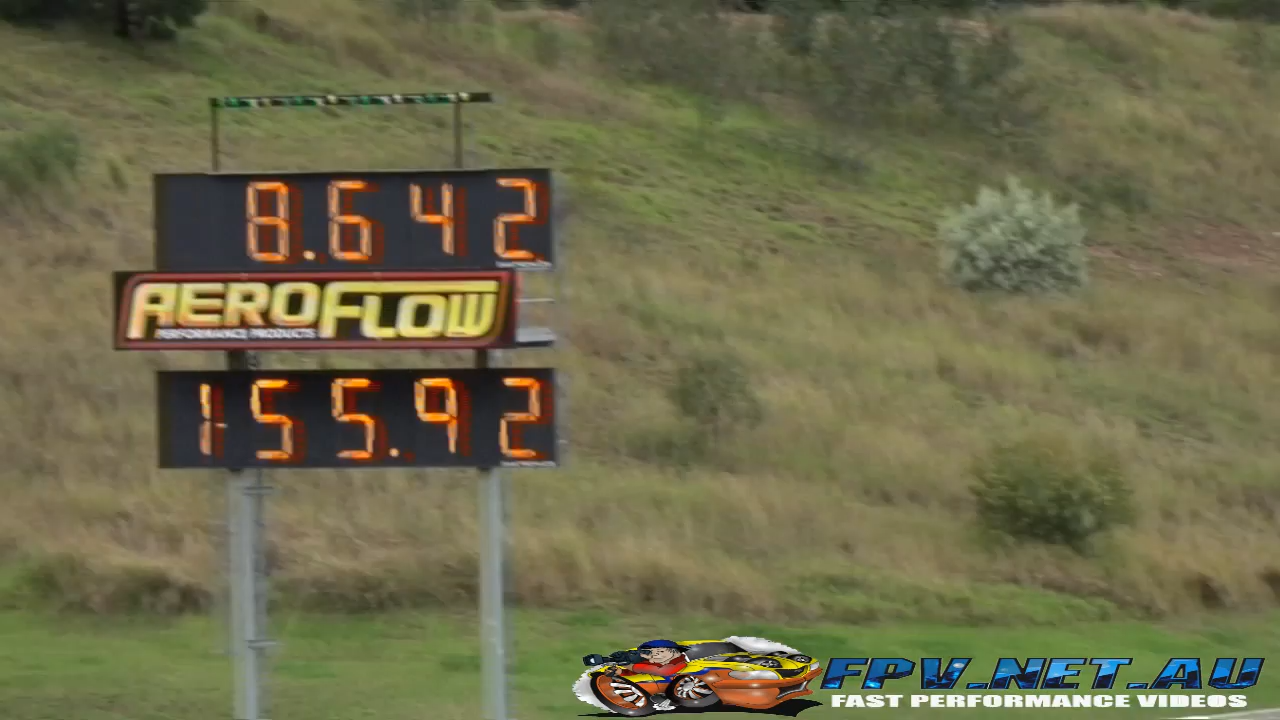 8.642
AEROFLOW
PERFORMANCE PRODUCTS
155.92
FPV.NET.AU
FAST PERFORMANCE VIDEOS